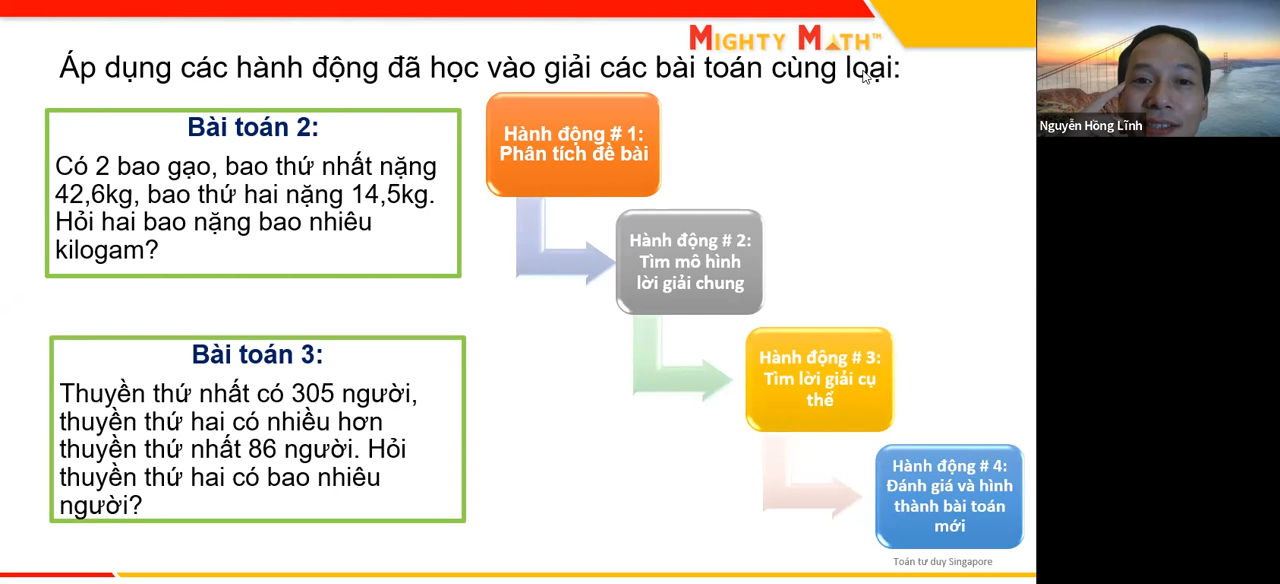 MIGHTY MATH™
Áp dụng các hành động đã học vào giải các bài toán cùng loại:
Bài toán 2:
Có 2 bao gạo, bao thứ nhất nặng
42,6kg, bao thứ hai nặng 14,5kg.
Hỏi hai bao nặng bao nhiêu
kilogam?
Bài toán 3:
Thuyền thứ nhất có 305 người,
thuyền thứ hai có nhiều hơn
thuyền thứ nhất 86 người. Hỏi
thuyền thứ hai có bao nhiêu
người?
Hành động # 1:
Phân tích đề bài
Hành động # 2:
Tìm mô hình
lời giải chung
Hành động # 3:
Tìm lời giải cụ
thể
Hành động # 4:
Đánh giá và hình
thành bài toán
mới
Toán tư duy Singapore
Nguyễn Hồng Lĩnh